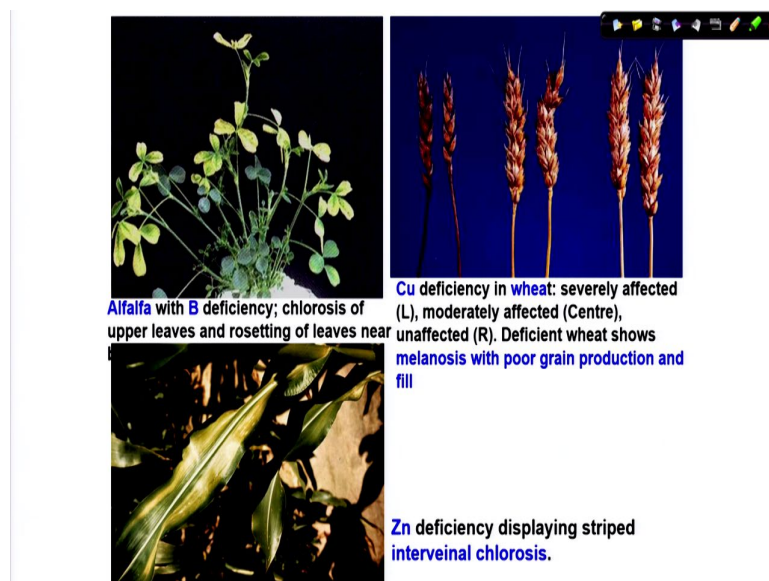 Alfalfa with B deficiency; chlorosis of
upper leaves and rosetting of leaves near
Cu deficiency in wheat: severely affected
(L), moderately affected (Centre),
unaffected (R). Deficient wheat shows
melanosis with poor grain production and
fill
Zn deficiency displaying striped
interveinal chlorosis.